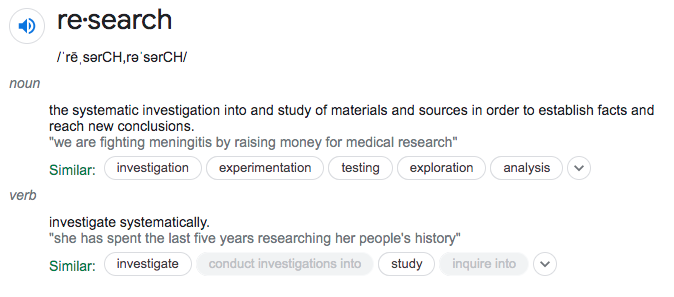 re·search
/ˈrēˌsərCH,rəˈsərCH/
noun
the systematic investigation into and study of materials and sources in order to establish facts and
reach new conclusions.
"we are fighting meningitis by raising money for medical research"
Similar: investigation experimentation testing exploration analysis
verb
investigate systematically.
"she has spent the last five years researching her people's history"
Similar: investigate conduct investigations into study inquire into